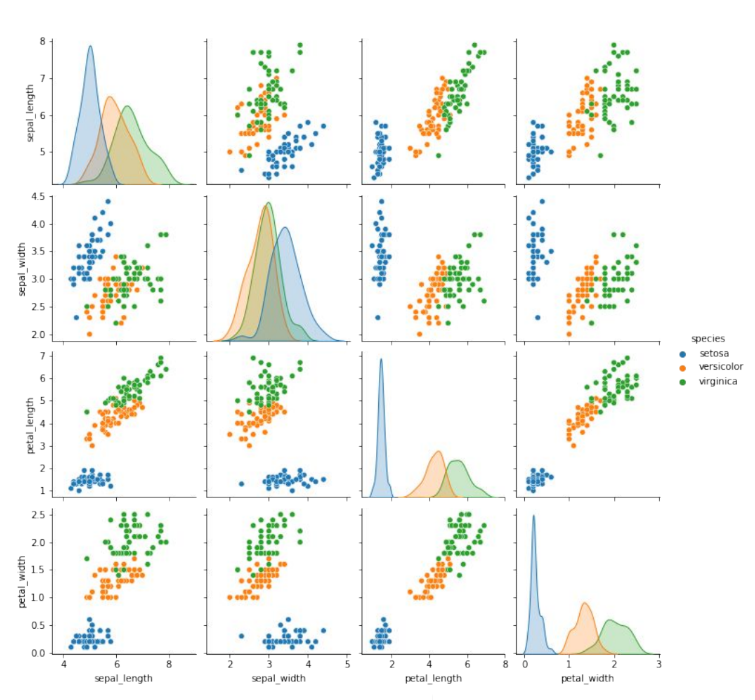 8
7
6
5
sepal_length
4.5
4.0
3.5
3.0
2.5
2.0
sepal_width
species
setosa
versicolor
virginica
7
6
5
4
3
2
1
petal_length
2.5
2.0
1.5
1.0
0.5
0.0
petal_width
4 6 8 2 3 4 5 2 4 6 8 0 1 2 3
sepal_length sepal_width petal_length petal_width